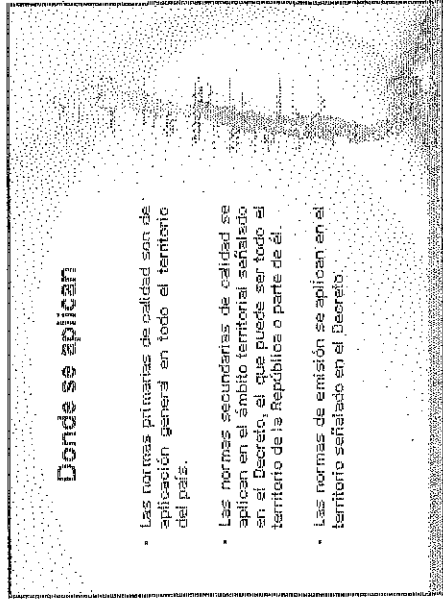 Donde se aplican
- Las normas primarias de calidad son de
aplicación general en todo el territorio
del país.
- Las normas secundarias de calidad se
aplican en el ámbito territorial señalado
en el Decreto, el que puede ser todo el
territorio de la República o parte de él.
- Las normas de emisión se aplican en el
territorio señalado en el Decreto.